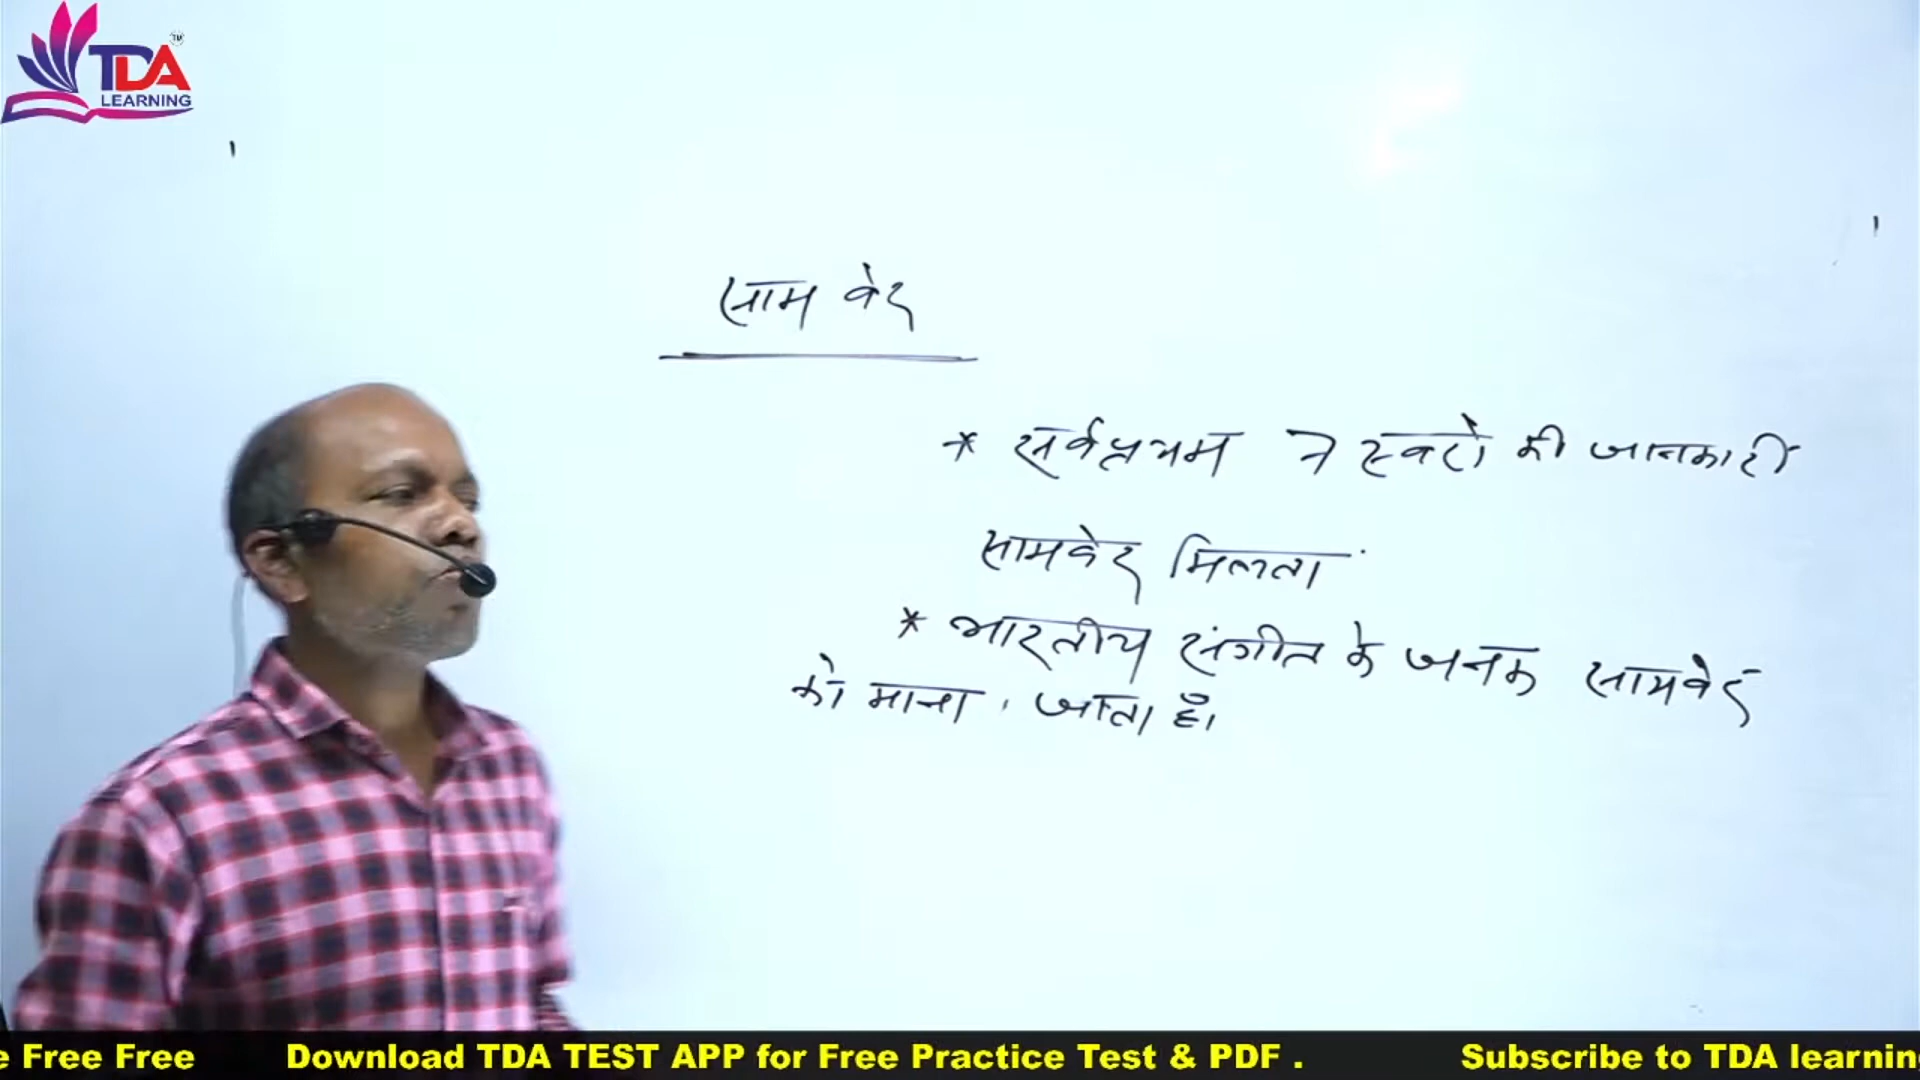 TDA
TM
LEARNING
साम वेद
* सर्वप्रथम 7 स्वरो की जानकारी
सामवेद मिलता
* भारतीय संगीत के जनक सामवेद
को माना जाता है।
e Free Free Download TDA TEST APP for Free Practice Test & PDF . Subscribe to TDA learnin